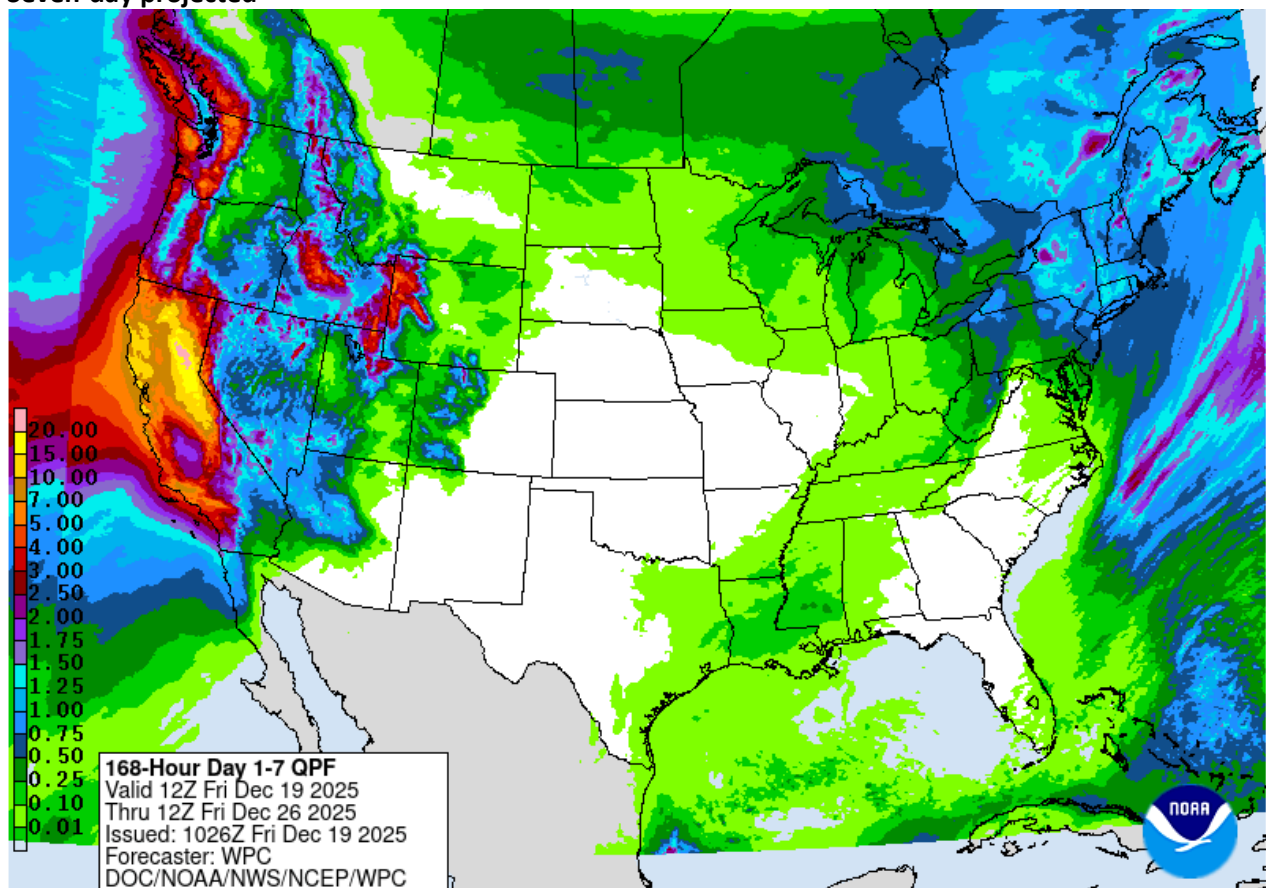 seven-day projected
20.00
15.00
10.00
7.00
5.00
4.00
3.00
2.50
2.00
1.75
1.50
1.25
1.00
0.75
0.50
0.25
0.10
0.01
168-Hour Day 1-7 QPF
Valid 12Z Fri Dec 19 2025
Thru 12Z Fri Dec 26 2025
Issued: 1026Z Fri Dec 19 2025
Forecaster: WPC
DOC/NOAA/NWS/NCEP/WPC
NOAA